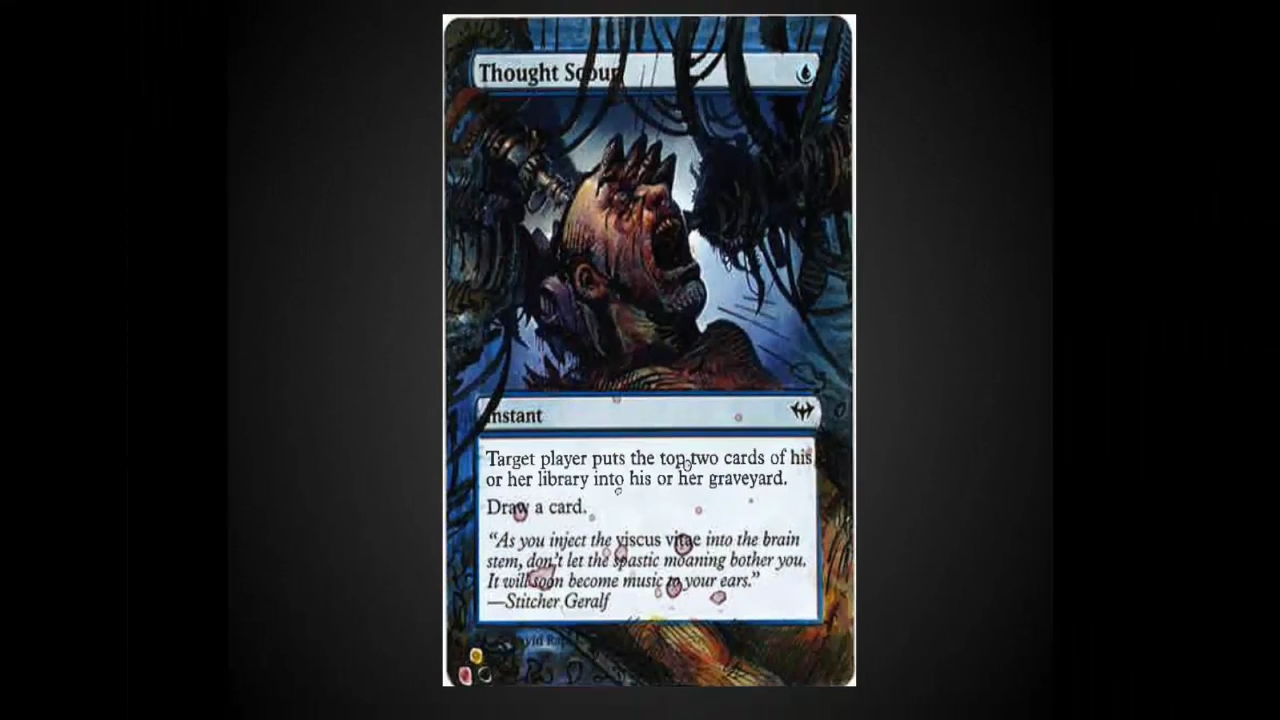 Thought Scour
Instant
Target player puts the top two cards of his
or her library into his or her graveyard.
Draw a card.
"As you inject the viscus vitae into the brain
stem, don't let the spastic moaning bother you.
It will soon become music to your ears."
—Stitcher Geralf